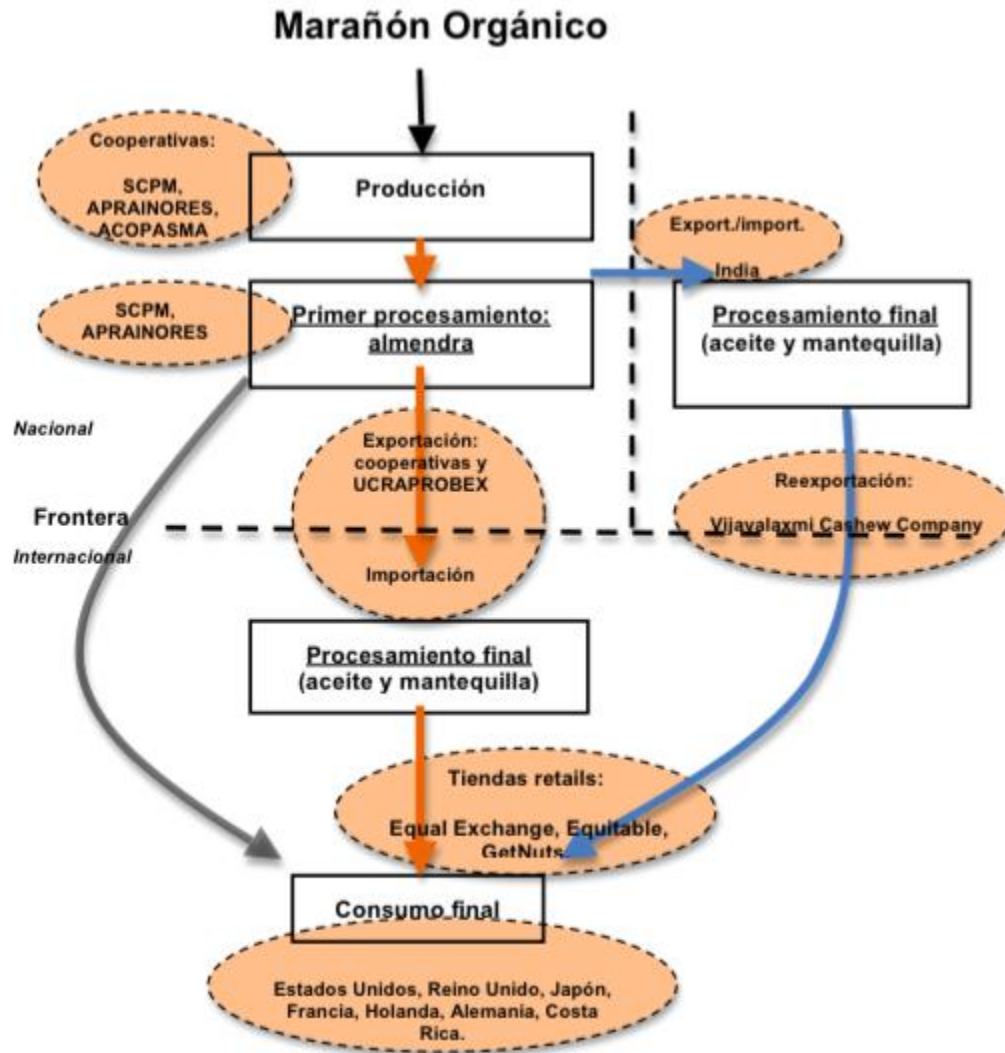 Marañón Orgánico
Cooperativas:
SCPM,
APRAINORES,
ACOPASMA
Producción
Export./import.
India
SCPM,
APRAINORES
Primer procesamiento:
almendra
Procesamiento final
(aceite y mantequilla)
Nacional
Exportación:
cooperativas y
UCRAPROBEX
Reexportación:
Vijayalaxmi Cashew Company
Frontera
Internacional
Importación
Procesamiento final
(aceite y mantequilla)
Tiendas retails:
Equal Exchange, Equitable,
GetNuts
Consumo final
Estados Unidos, Reino Unido, Japón,
Francia, Holanda, Alemania, Costa
Rica.